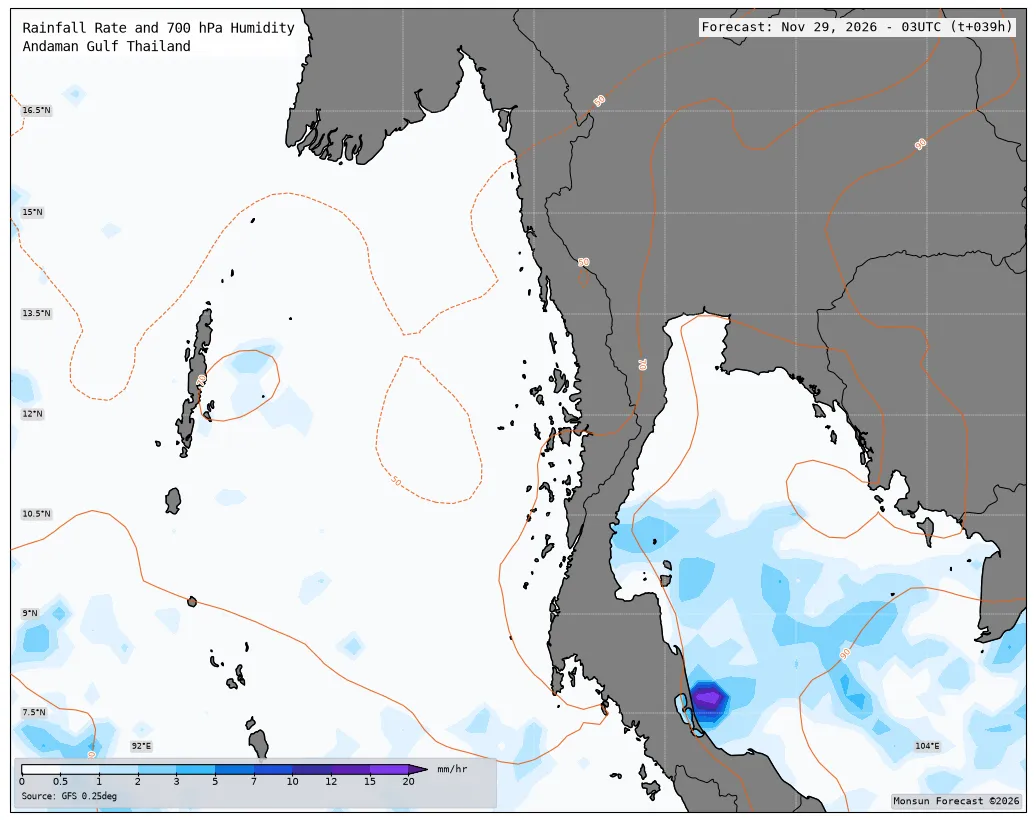 Rainfall Rate and 700 hPa Humidity
Andaman Gulf Thailand
Forecast: Nov 29, 2026 - 03UTC (t+039h)
50
16.5°N
90
15°N
50
13.5°N
70
70
12°N
50
10.5°N
9°N
90
7.5°N
92°E
104°E
mm/hr
0 0.5 1 2 3 5 7 10 12 15 20
Source: GFS 0.25deg
Monsun Forecast ©2026